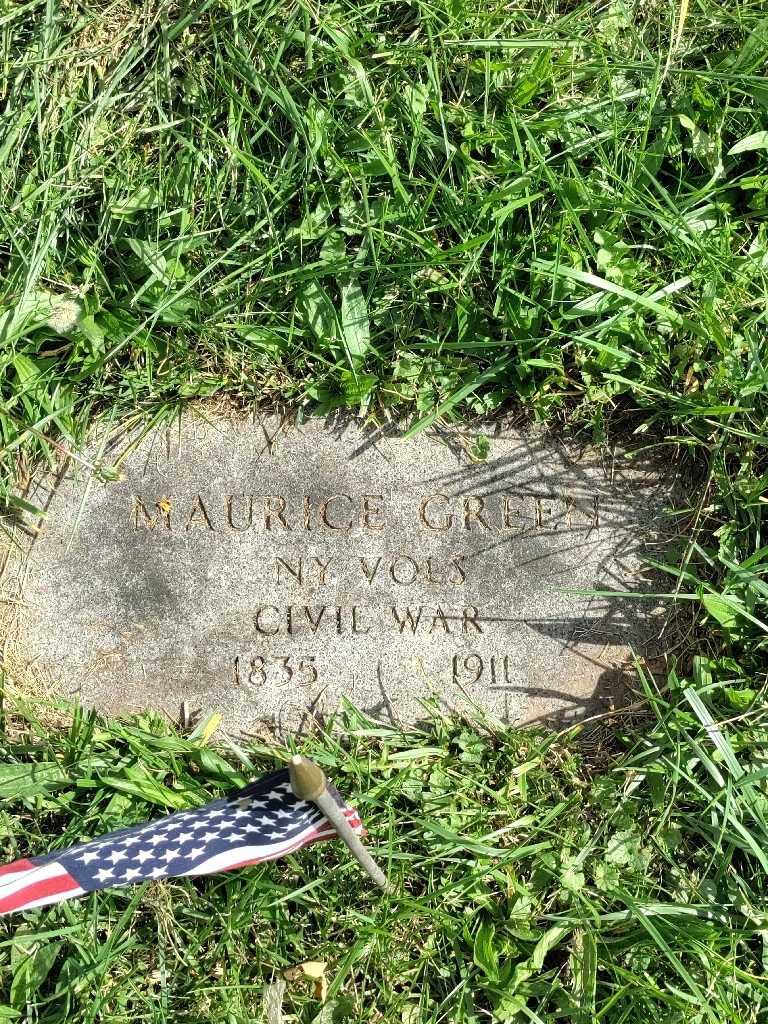 MAURICE GREEN
NY VOLS
CIVIL WAR
1835 1911